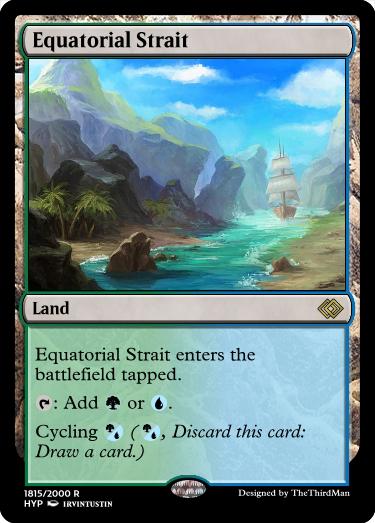 Equatorial Strait
Land
Equatorial Strait enters the
battlefield tapped.
: Add or .
Cycling ( , Discard this card:
Draw a card.)
1815/2000 R
HYP IRVINTUSTIN
Designed by TheThirdMan